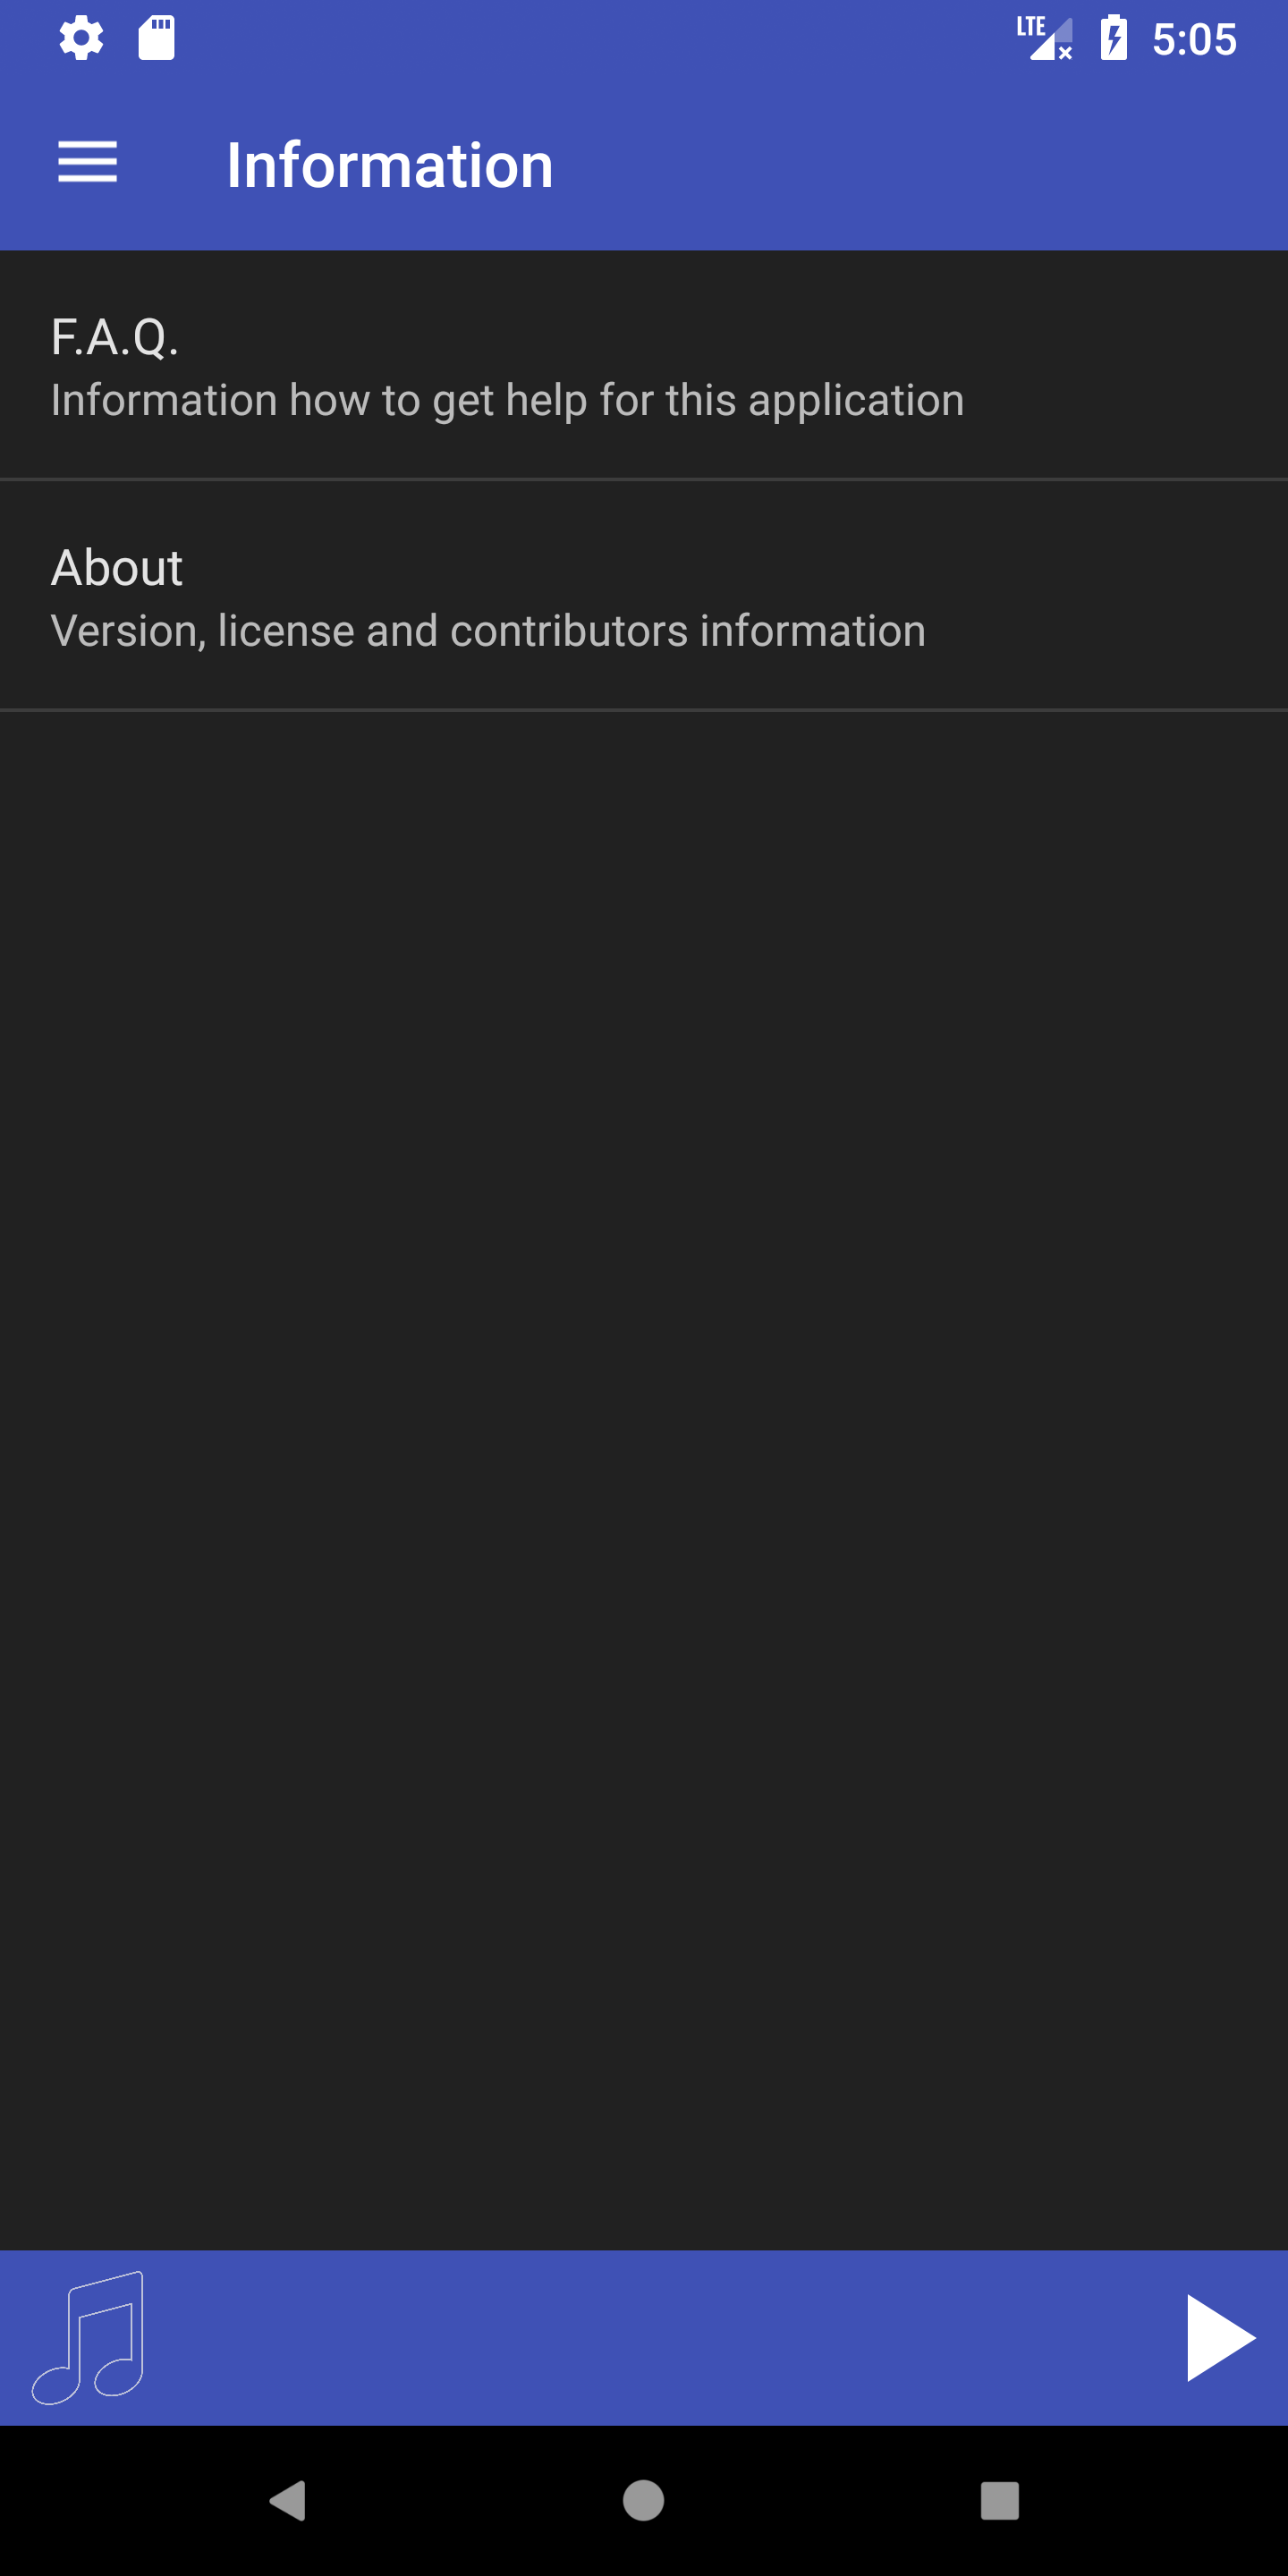 LTE 5:05
Information
F.A.Q.
Information how to get help for this application
About
Version, license and contributors information